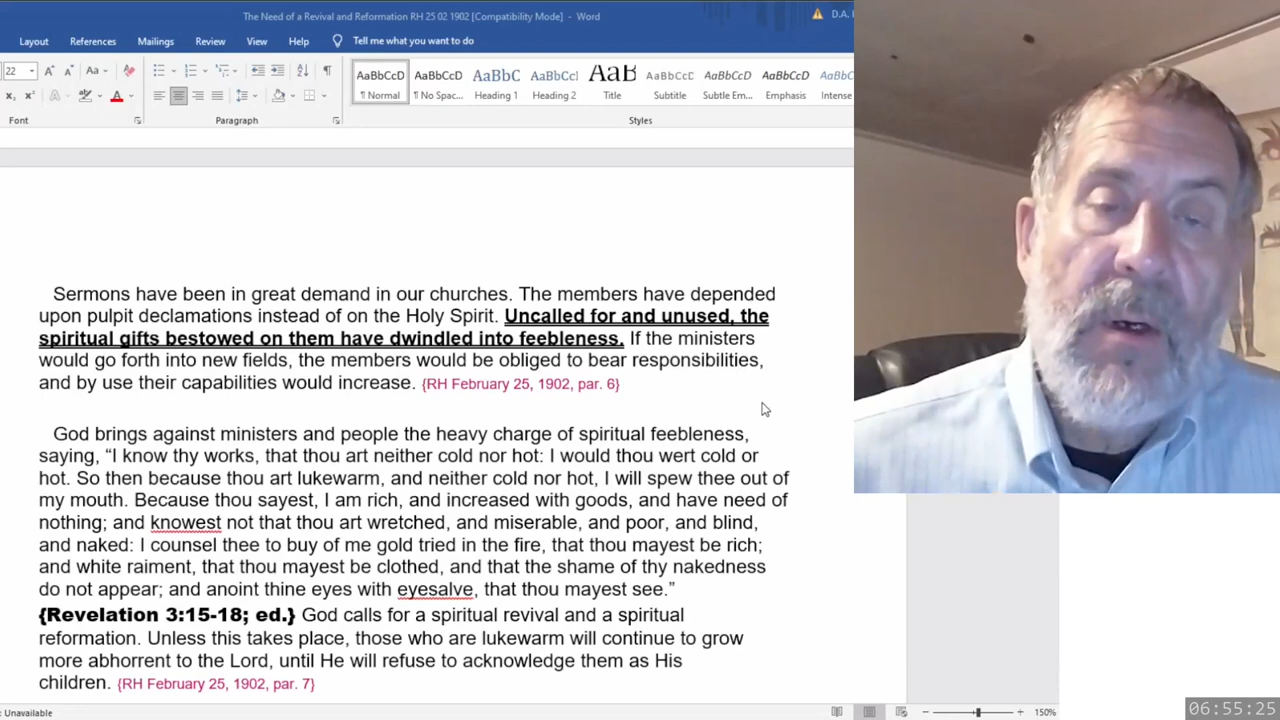 The Need of a Revival and Reformation RH 25 02 1902 [Compatibility Mode] - Word
D.A.
Layout References Mailings Review View Help Tell me what you want to do
22
Aa
AaBbCcD AaBbCcD AaBbC AaBbCc AaB AaBbCcD AaBbCcD AaBbCcD AaBbC
¶ Normal ¶ No Spac... Heading 1 Heading 2 Title Subtitle Subtle Em... Emphasis Intense
Font Paragraph Styles
Sermons have been in great demand in our churches. The members have depended
upon pulpit declamations instead of on the Holy Spirit. Uncalled for and unused, the
spiritual gifts bestowed on them have dwindled into feebleness. If the ministers
would go forth into new fields, the members would be obliged to bear responsibilities,
and by use their capabilities would increase. {RH February 25, 1902, par. 6}
God brings against ministers and people the heavy charge of spiritual feebleness,
saying, “I know thy works, that thou art neither cold nor hot: I would thou wert cold or
hot. So then because thou art lukewarm, and neither cold nor hot, I will spew thee out of
my mouth. Because thou sayest, I am rich, and increased with goods, and have need of
nothing; and knowest not that thou art wretched, and miserable, and poor, and blind,
and naked: I counsel thee to buy of me gold tried in the fire, that thou mayest be rich;
and white raiment, that thou mayest be clothed, and that the shame of thy nakedness
do not appear; and anoint thine eyes with eyesalve, that thou mayest see.”
{Revelation 3:15-18; ed.} God calls for a spiritual revival and a spiritual
reformation. Unless this takes place, those who are lukewarm will continue to grow
more abhorrent to the Lord, until He will refuse to acknowledge them as His
children. {RH February 25, 1902, par. 7}
: Unavailable
150%
06:55:25